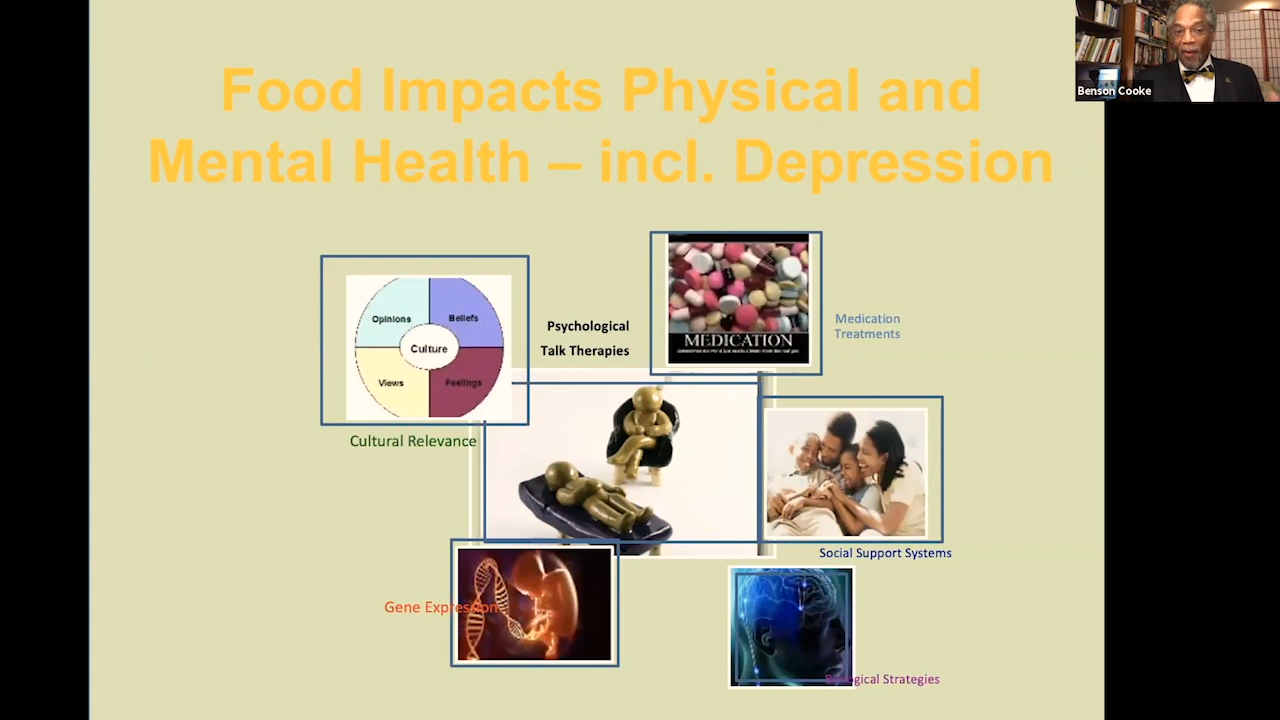 Food Impacts Physical and
Mental Health – incl. Depression
Benson Cooke
Opinions
Beliefs
Culture
Views
Feelings
Cultural Relevance
Psychological
Talk Therapies
MEDICATION
Medication
Treatments
Social Support Systems
Gene Expression
Biological Strategies